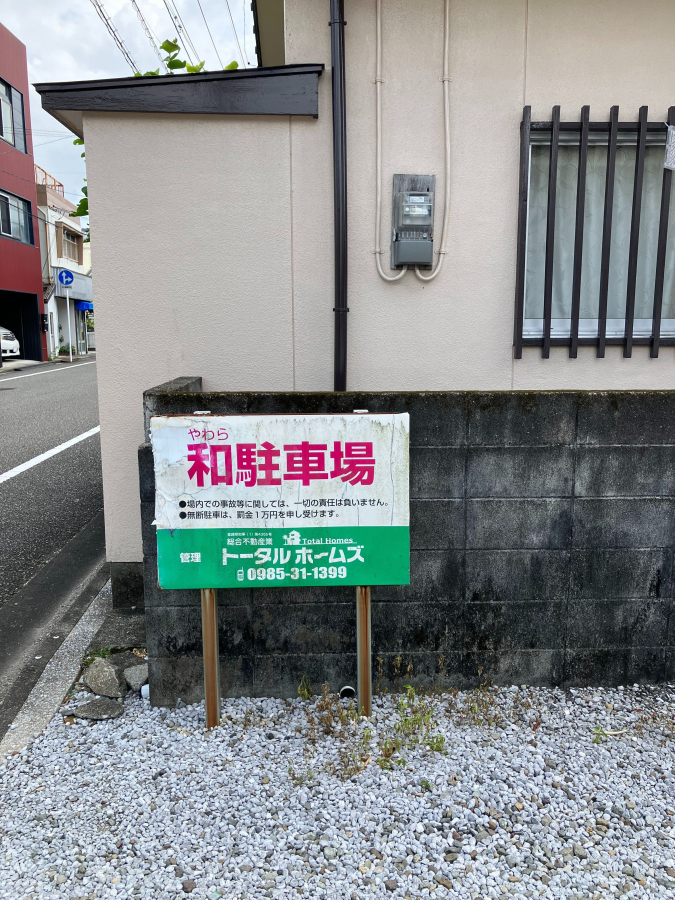 やわら
和駐車場
●場内での事故等に関しては、一切の責任は負いません。
●無断駐車は、罰金1万円を申し受けます。
総合不動産業
Total Homes
管理
トータルホームズ
0985-31-1399